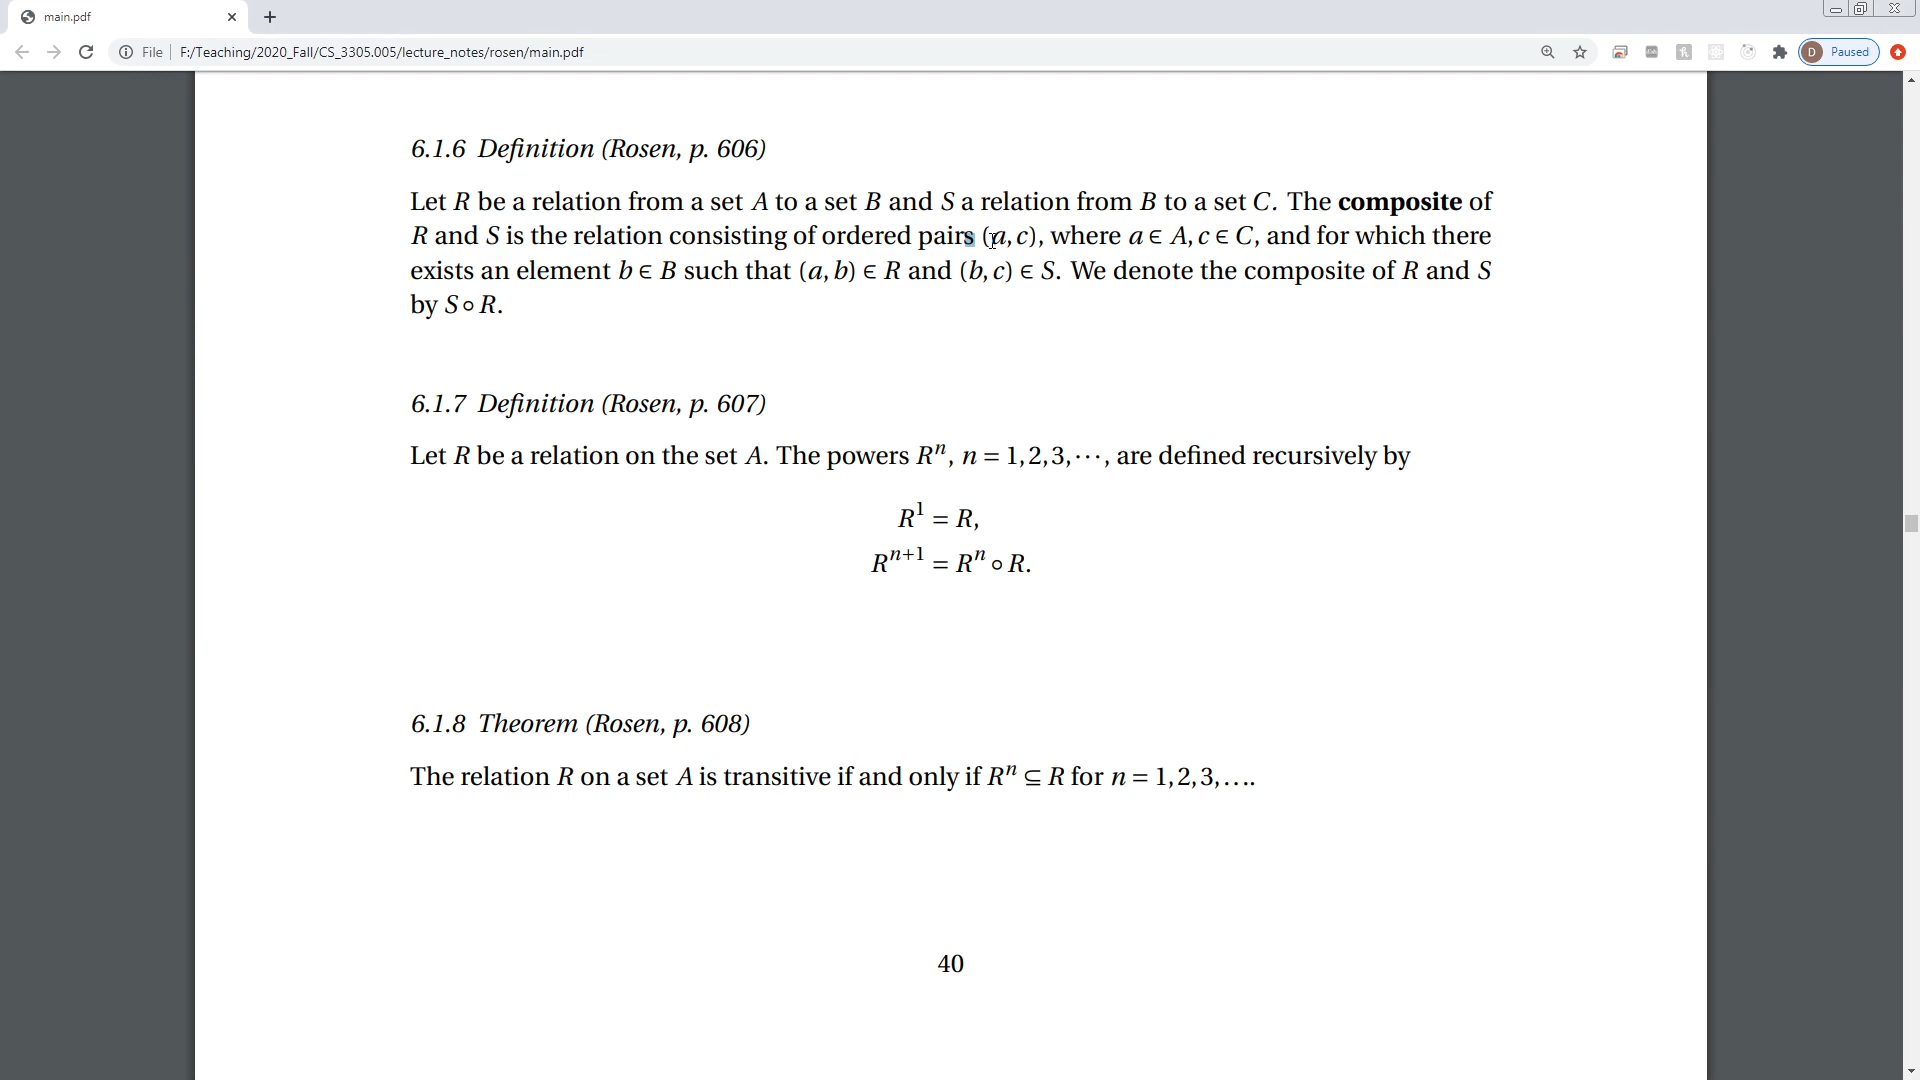 main.pdf
File F:/Teaching/2020_Fall/CS_3305.005/lecture_notes/rosen/main.pdf
D Paused
6.1.6 Definition (Rosen, p. 606)
Let R be a relation from a set A to a set B and S a relation from B to a set C. The composite of
R and S is the relation consisting of ordered pairs (a, c), where a ∈ A, c ∈ C, and for which there
exists an element b ∈ B such that (a, b) ∈ R and (b, c) ∈ S. We denote the composite of R and S
by S ∘ R.
6.1.7 Definition (Rosen, p. 607)
Let R be a relation on the set A. The powers Rⁿ, n = 1, 2, 3, ⋯, are defined recursively by
R¹ = R,
Rⁿ⁺¹ = Rⁿ ∘ R.
6.1.8 Theorem (Rosen, p. 608)
The relation R on a set A is transitive if and only if Rⁿ ⊆ R for n = 1, 2, 3, ....
40